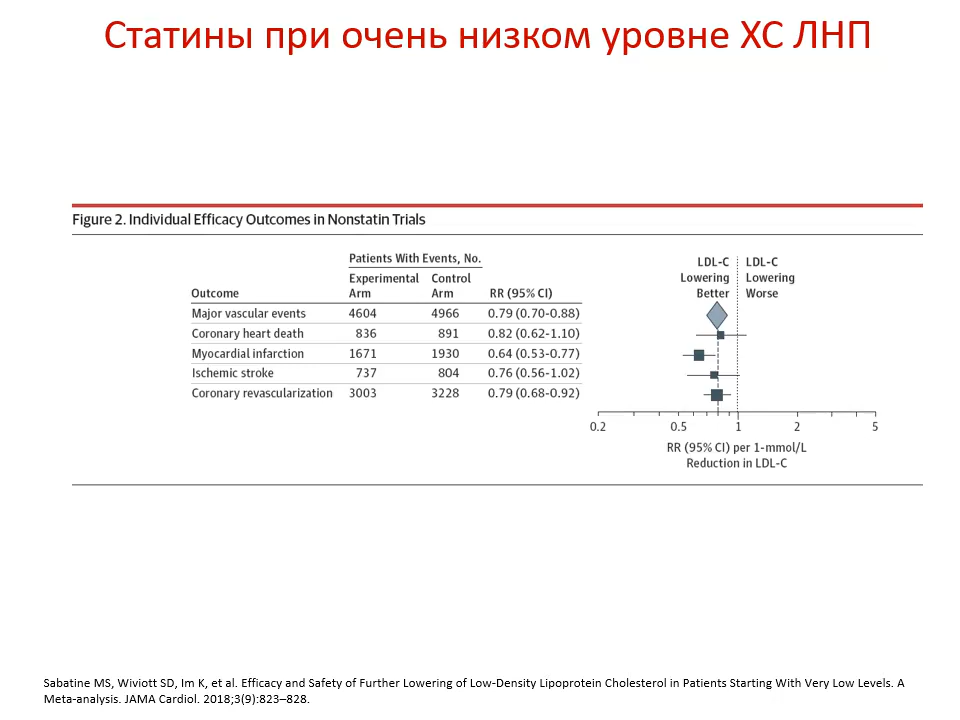 Статины при очень низком уровне ХС ЛНП
Figure 2. Individual Efficacy Outcomes in Nonstatin Trials
Patients With Events, No.
Outcome Experimental Arm Control Arm RR (95% CI)
Major vascular events 4604 4966 0.79 (0.70-0.88)
Coronary heart death 836 891 0.82 (0.62-1.10)
Myocardial infarction 1671 1930 0.64 (0.53-0.77)
Ischemic stroke 737 804 0.76 (0.56-1.02)
Coronary revascularization 3003 3228 0.79 (0.68-0.92)
LDL-C Lowering Better
LDL-C Lowering Worse
0.2 0.5 1 2 5
RR (95% CI) per 1-mmol/L
Reduction in LDL-C
Sabatine MS, Wiviott SD, Im K, et al. Efficacy and Safety of Further Lowering of Low-Density Lipoprotein Cholesterol in Patients Starting With Very Low Levels. A
Meta-analysis. JAMA Cardiol. 2018;3(9):823–828.